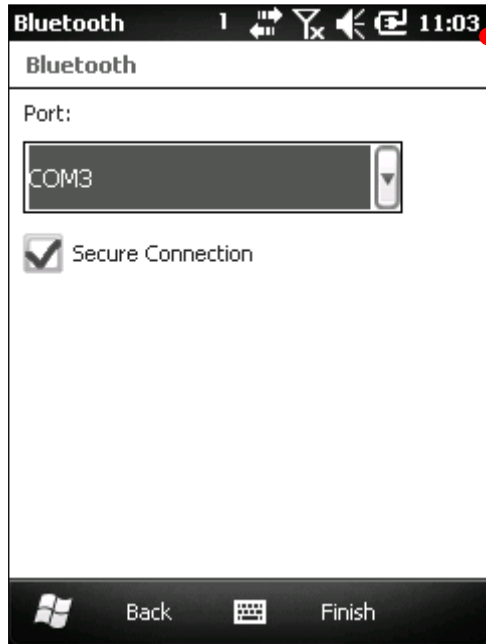 Bluetooth 1 11:03
Bluetooth
Port:
COM3
Secure Connection
Back Finish